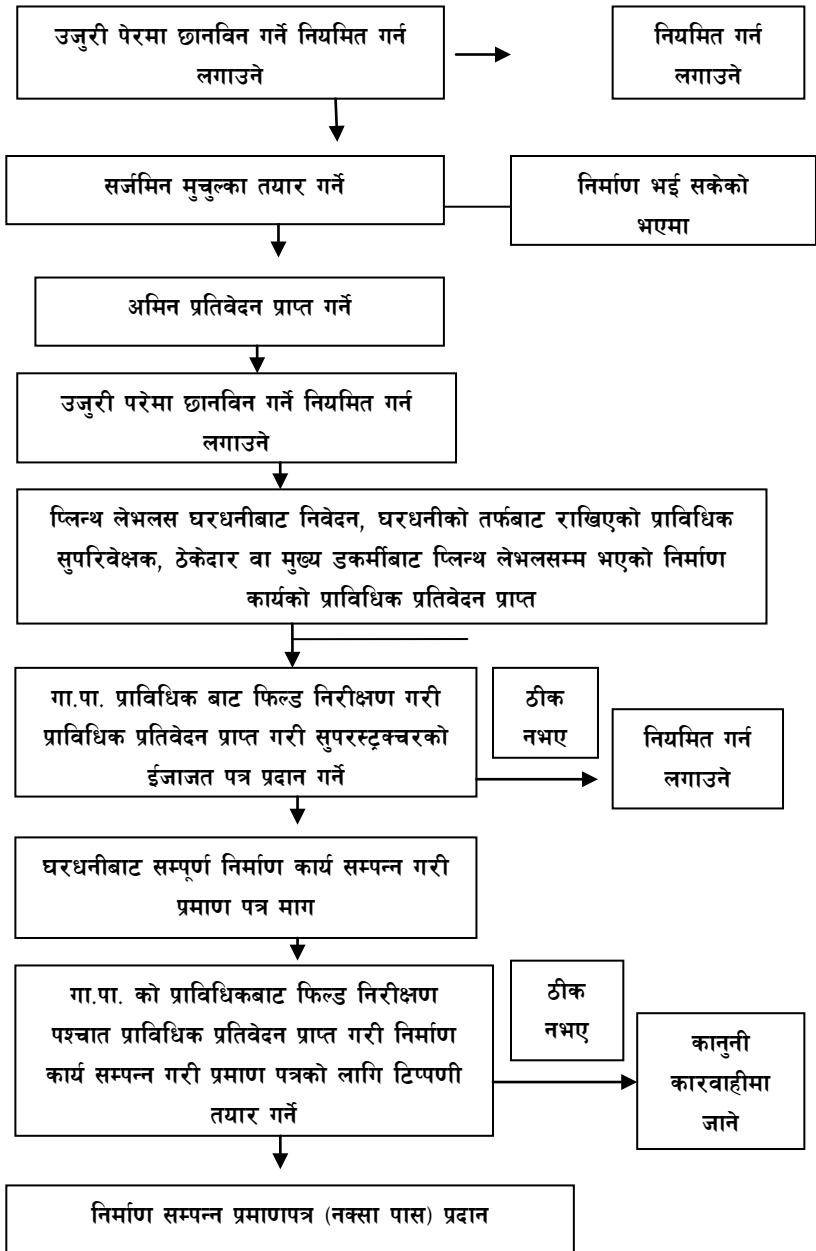 उजुरी पेरमा छानविन गर्ने नियमित गर्न
लगाउने
नियमित गर्न
लगाउने
सर्जमिन मुचुल्का तयार गर्ने
निर्माण भई सकेको
भएमा
अमिन प्रतिवेदन प्राप्त गर्ने
उजुरी परेमा छानविन गर्ने नियमित गर्न
लगाउने
प्लिन्थ लेभलस घरधनीबाट निवेदन, घरधनीको तर्फबाट राखिएको प्राविधिक
सुपरिवेक्षक, ठेकेदार वा मुख्य डकर्मीबाट प्लिन्थ लेभलसम्म भएको निर्माण
कार्यको प्राविधिक प्रतिवेदन प्राप्त
गा.पा. प्राविधिक बाट फिल्ड निरीक्षण गरी
प्राविधिक प्रतिवेदन प्राप्त गरी सुपरस्ट्रक्चरको
ईजाजत पत्र प्रदान गर्ने
ठीक
नभए
नियमित गर्न
लगाउने
घरधनीबाट सम्पूर्ण निर्माण कार्य सम्पन्न गरी
प्रमाण पत्र माग
गा.पा. को प्राविधिकबाट फिल्ड निरीक्षण
पश्चात प्राविधिक प्रतिवेदन प्राप्त गरी निर्माण
कार्य सम्पन्न गरी प्रमाण पत्रको लागि टिप्पणी
तयार गर्ने
ठीक
नभए
कानुनी
कारवाहीमा
जाने
निर्माण सम्पन्न प्रमाणपत्र (नक्सा पास) प्रदान